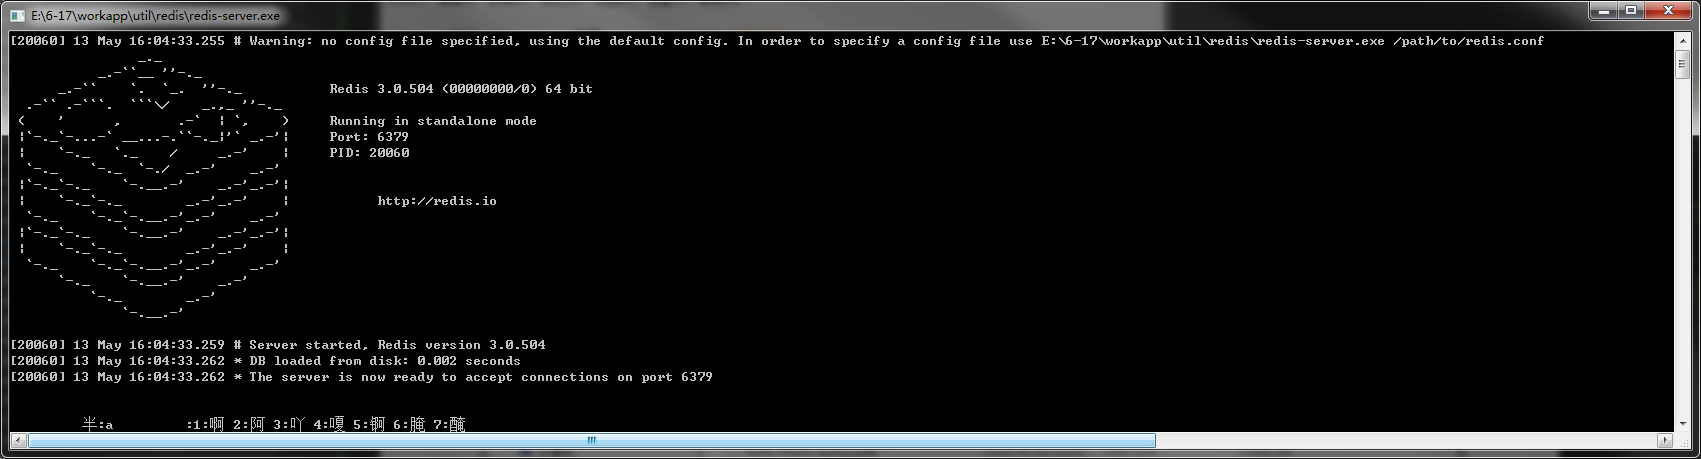 E:\6-17\workapp\util\redis\redis-server.exe
[20060] 13 May 16:04:33.255 # Warning: no config file specified, using the default config. In order to specify a config file use E:\6-17\workapp\util\redis\redis-server.exe /path/to/redis.conf
Redis 3.0.504 (00000000/0) 64 bit
Running in standalone mode
Port: 6379
PID: 20060
http://redis.io
[20060] 13 May 16:04:33.259 # Server started, Redis version 3.0.504
[20060] 13 May 16:04:33.262 * DB loaded from disk: 0.002 seconds
[20060] 13 May 16:04:33.262 * The server is now ready to accept connections on port 6379
半:a :1:啊 2:阿 3:吖 4:嗄 5:锕 6:腌 7:醃